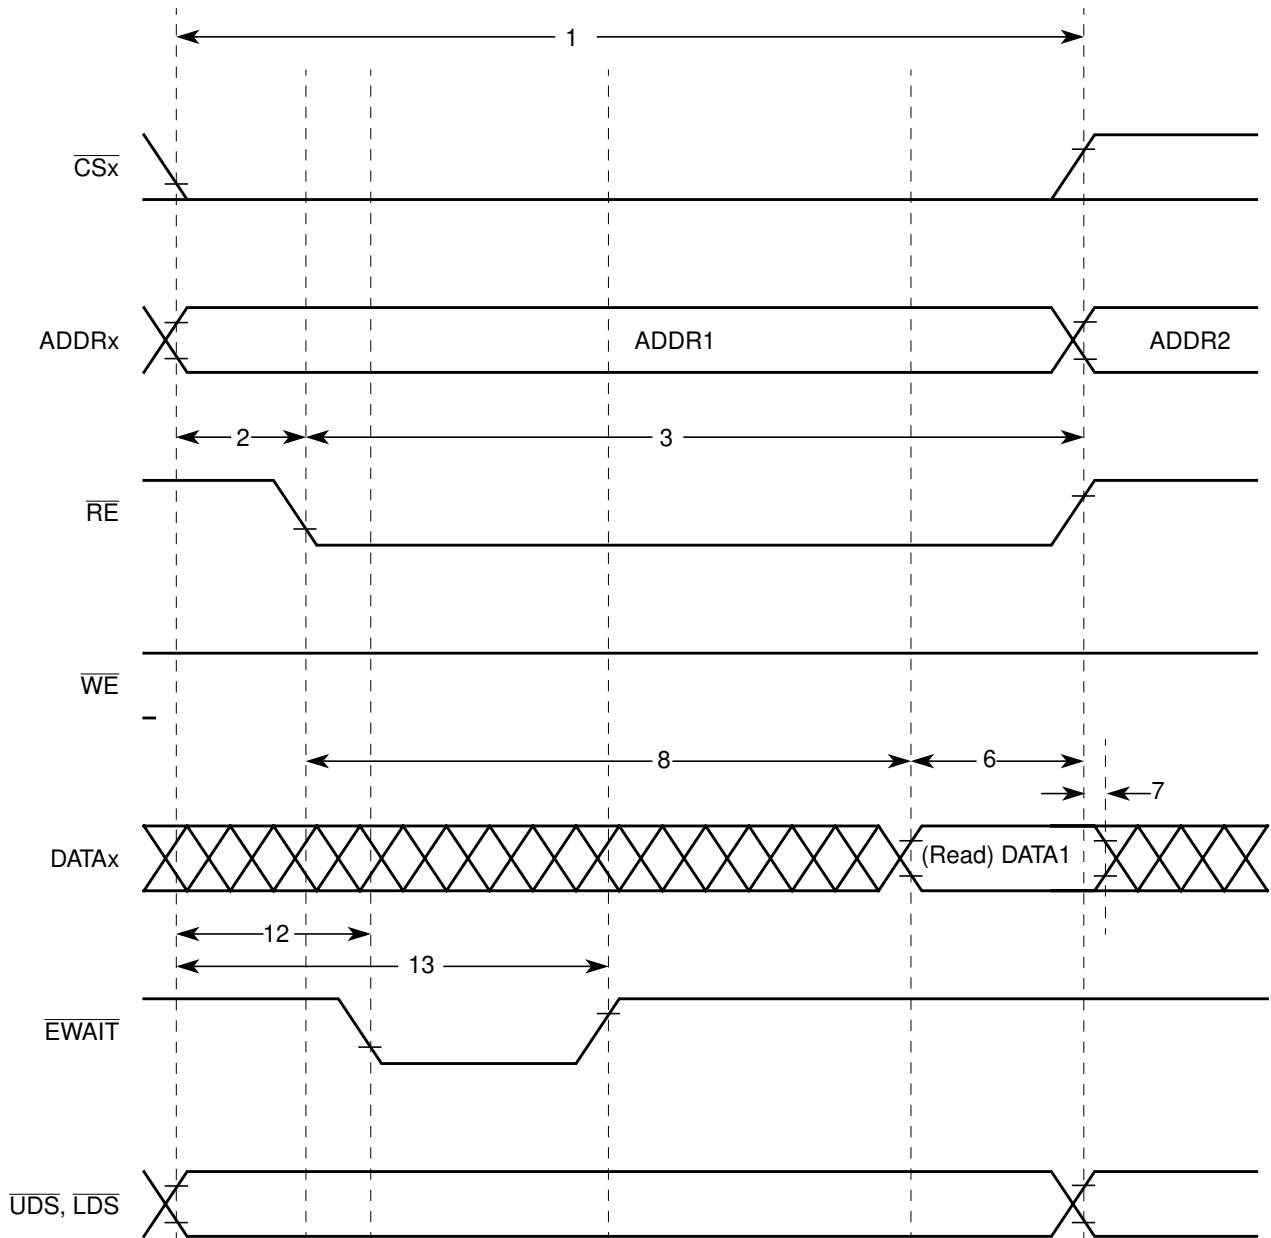 1
CSx
ADDRx
ADDR1
ADDR2
2
3
RE
WE
8
6
7
DATAx
(Read) DATA1
12
13
EWAIT
UDS, LDS